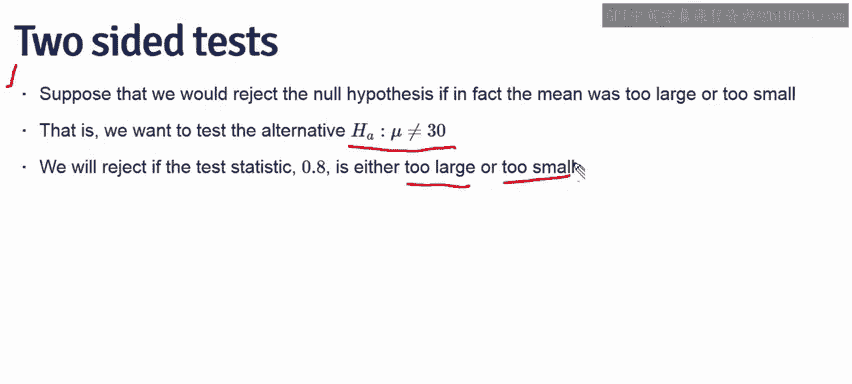 Two sided tests
· Suppose that we would reject the null hypothesis if in fact the mean was too large or too small
· That is, we want to test the alternative Hₐ : μ ≠ 30
· We will reject if the test statistic, 0.8, is either too large or too small